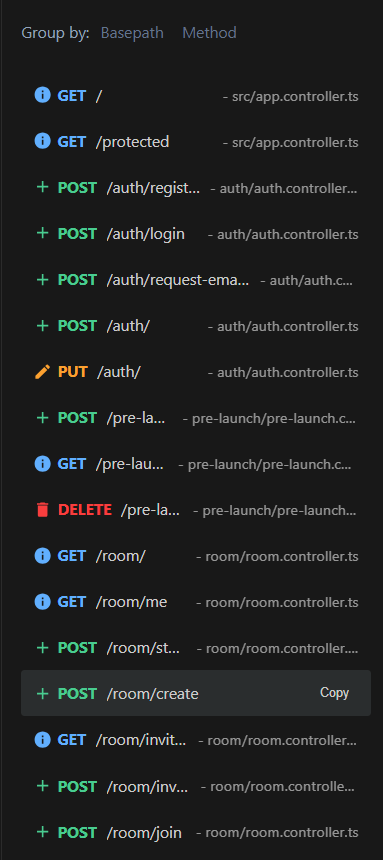 Group by: Basepath Method
GET / - src/app.controller.ts
GET /protected - src/app.controller.ts
POST /auth/regist... - auth/auth.controller...
POST /auth/login - auth/auth.controller.ts
POST /auth/request-ema... - auth/auth.c...
POST /auth/ - auth/auth.controller.ts
PUT /auth/ - auth/auth.controller.ts
POST /pre-la... - pre-launch/pre-launch.c...
GET /pre-lau... - pre-launch/pre-launch.c...
DELETE /pre-la... - pre-launch/pre-launch...
GET /room/ - room/room.controller.ts
GET /room/me - room/room.controller.ts
POST /room/st... - room/room.controller....
POST /room/create Copy
GET /room/invit... - room/room.controller...
POST /room/inv... - room/room.controlle...
POST /room/join - room/room.controller.ts